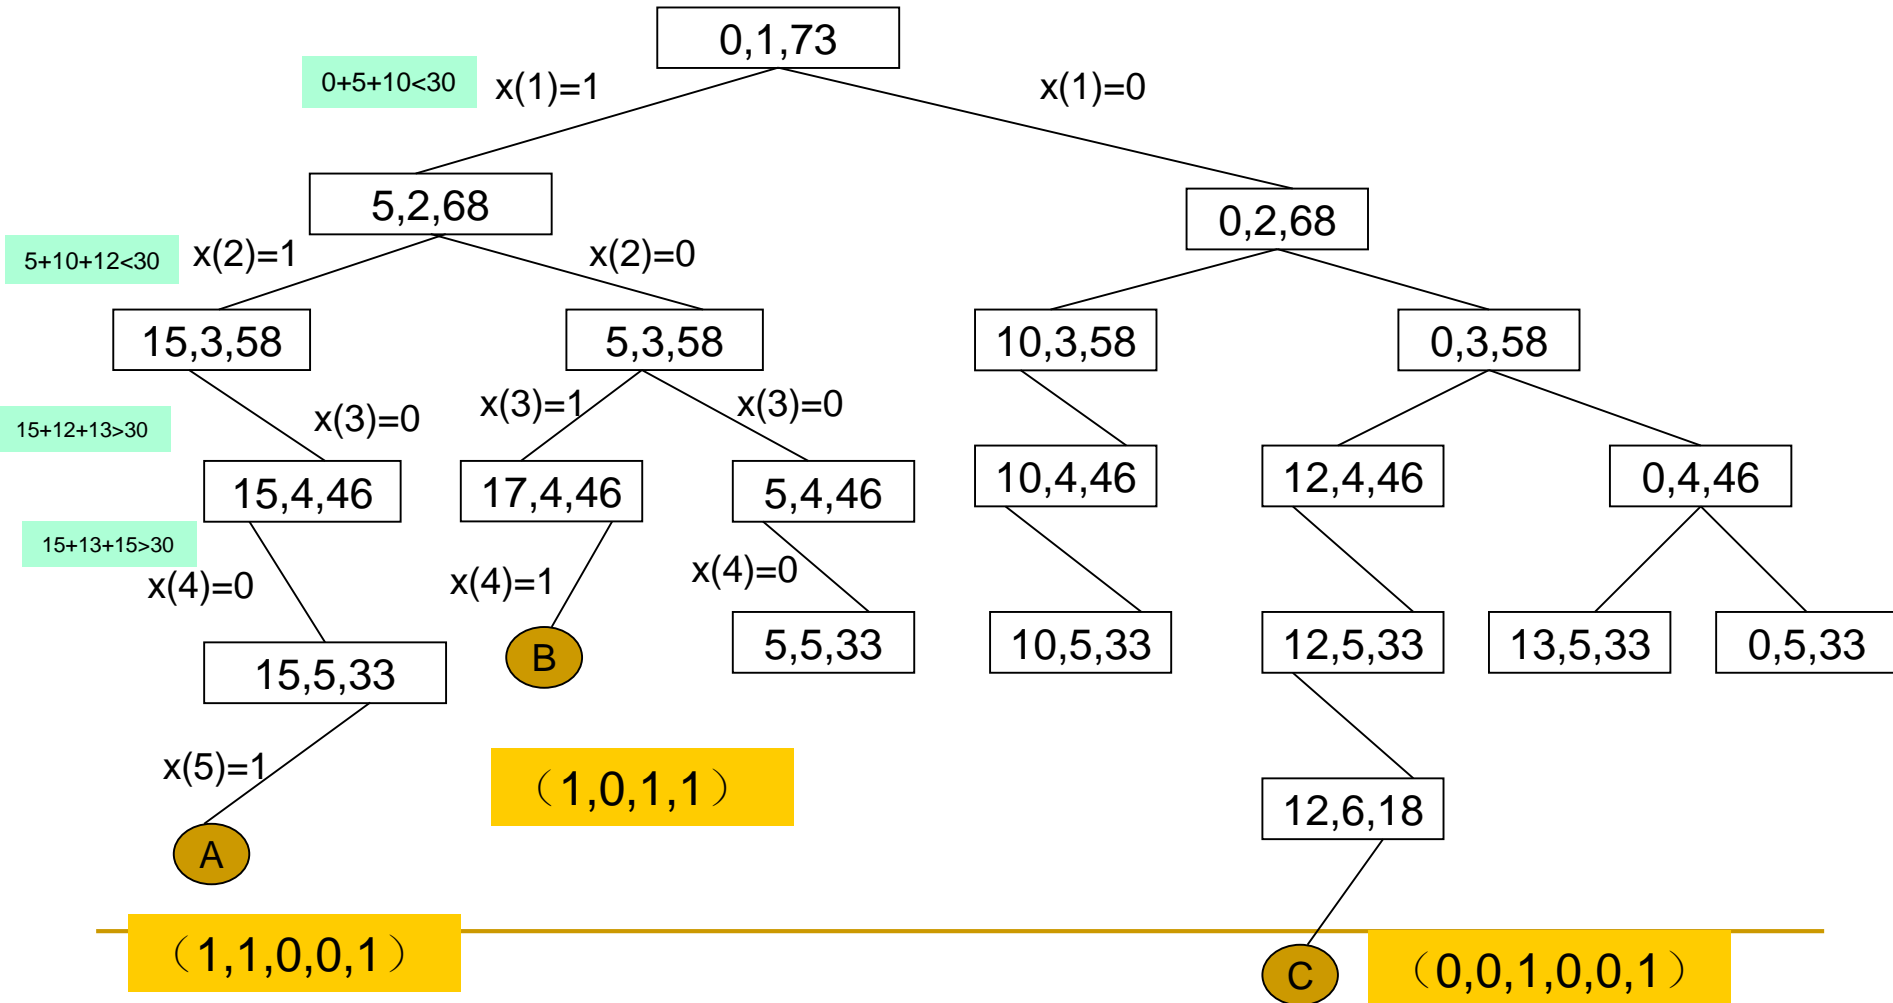 0,1,73
0+5+10<30
x(1)=1
x(1)=0
5,2,68
0,2,68
5+10+12<30
x(2)=1
x(2)=0
15,3,58
5,3,58
10,3,58
0,3,58
15+12+13>30
x(3)=0
x(3)=1
x(3)=0
15,4,46
17,4,46
5,4,46
10,4,46
12,4,46
0,4,46
15+13+15>30
x(4)=0
x(4)=1
x(4)=0
15,5,33
B
5,5,33
10,5,33
12,5,33
13,5,33
0,5,33
x(5)=1
（1,0,1,1）
12,6,18
A
（1,1,0,0,1）
C
（0,0,1,0,0,1）